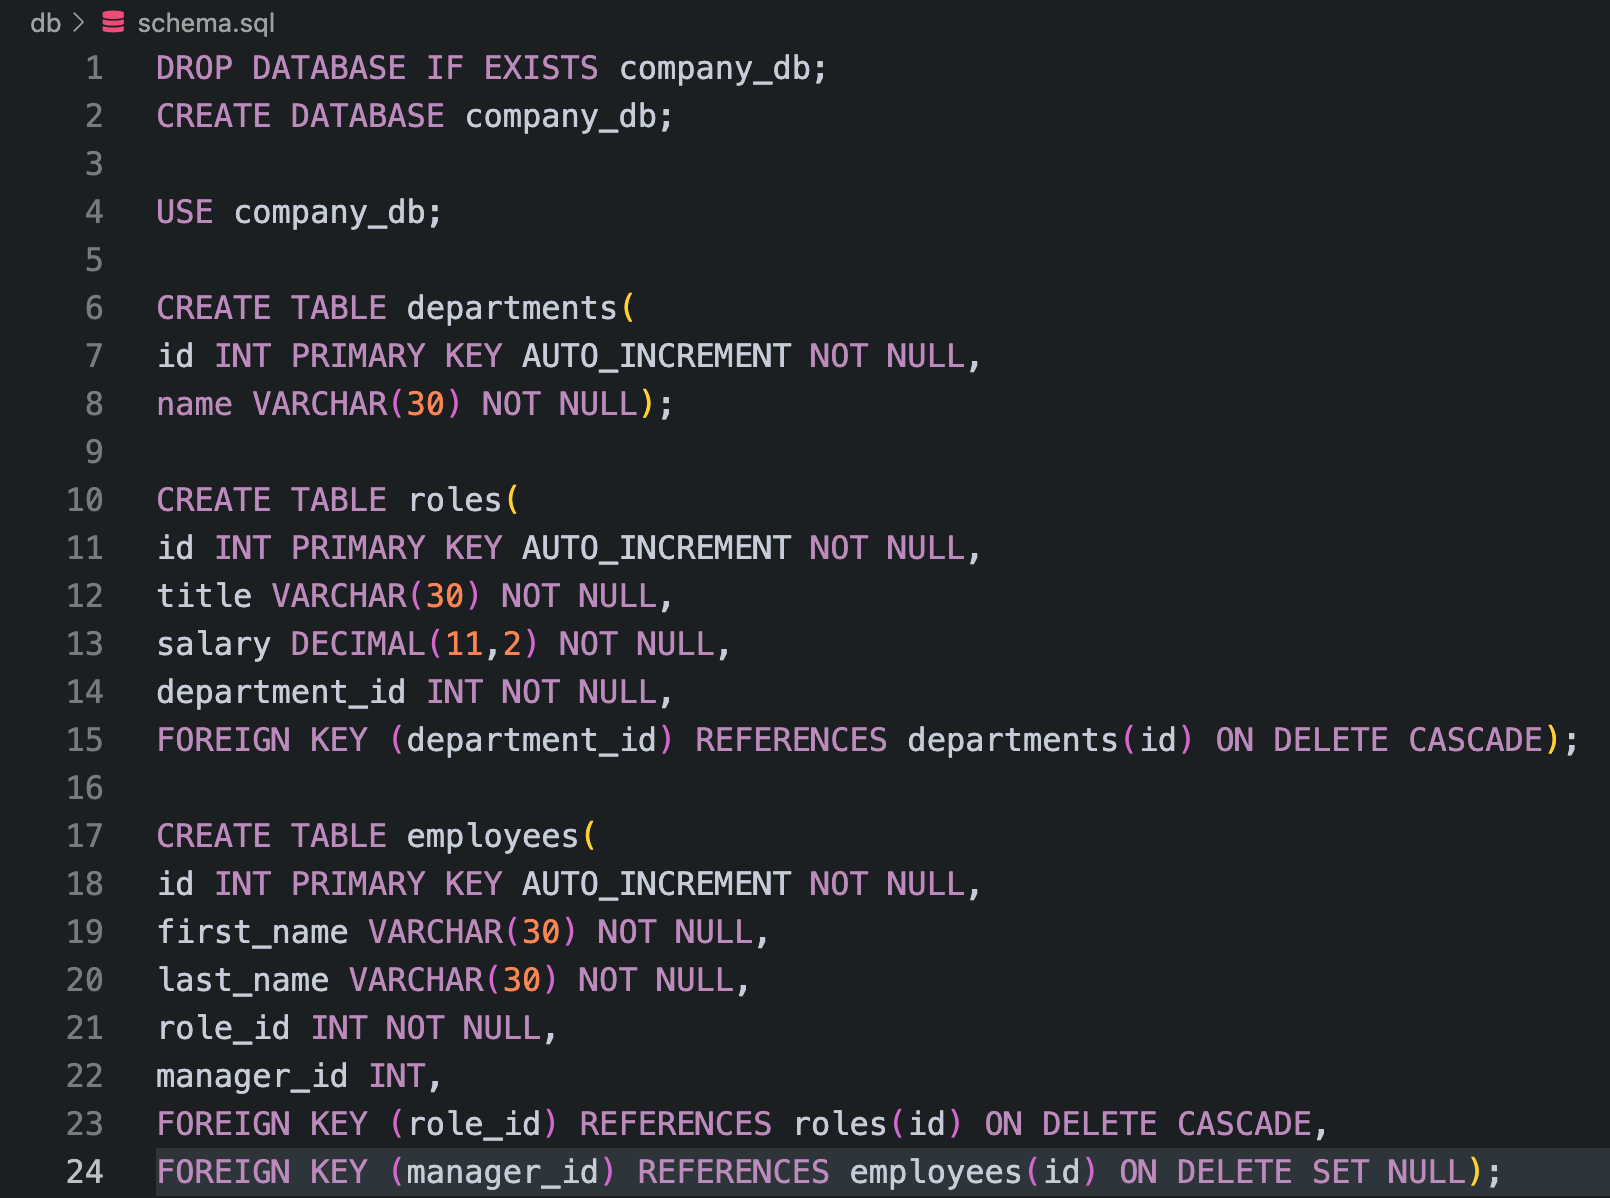 db > schema.sql
1 DROP DATABASE IF EXISTS company_db;
2 CREATE DATABASE company_db;
3
4 USE company_db;
5
6 CREATE TABLE departments(
7 id INT PRIMARY KEY AUTO_INCREMENT NOT NULL,
8 name VARCHAR(30) NOT NULL);
9
10 CREATE TABLE roles(
11 id INT PRIMARY KEY AUTO_INCREMENT NOT NULL,
12 title VARCHAR(30) NOT NULL,
13 salary DECIMAL(11,2) NOT NULL,
14 department_id INT NOT NULL,
15 FOREIGN KEY (department_id) REFERENCES departments(id) ON DELETE CASCADE);
16
17 CREATE TABLE employees(
18 id INT PRIMARY KEY AUTO_INCREMENT NOT NULL,
19 first_name VARCHAR(30) NOT NULL,
20 last_name VARCHAR(30) NOT NULL,
21 role_id INT NOT NULL,
22 manager_id INT,
23 FOREIGN KEY (role_id) REFERENCES roles(id) ON DELETE CASCADE,
24 FOREIGN KEY (manager_id) REFERENCES employees(id) ON DELETE SET NULL);